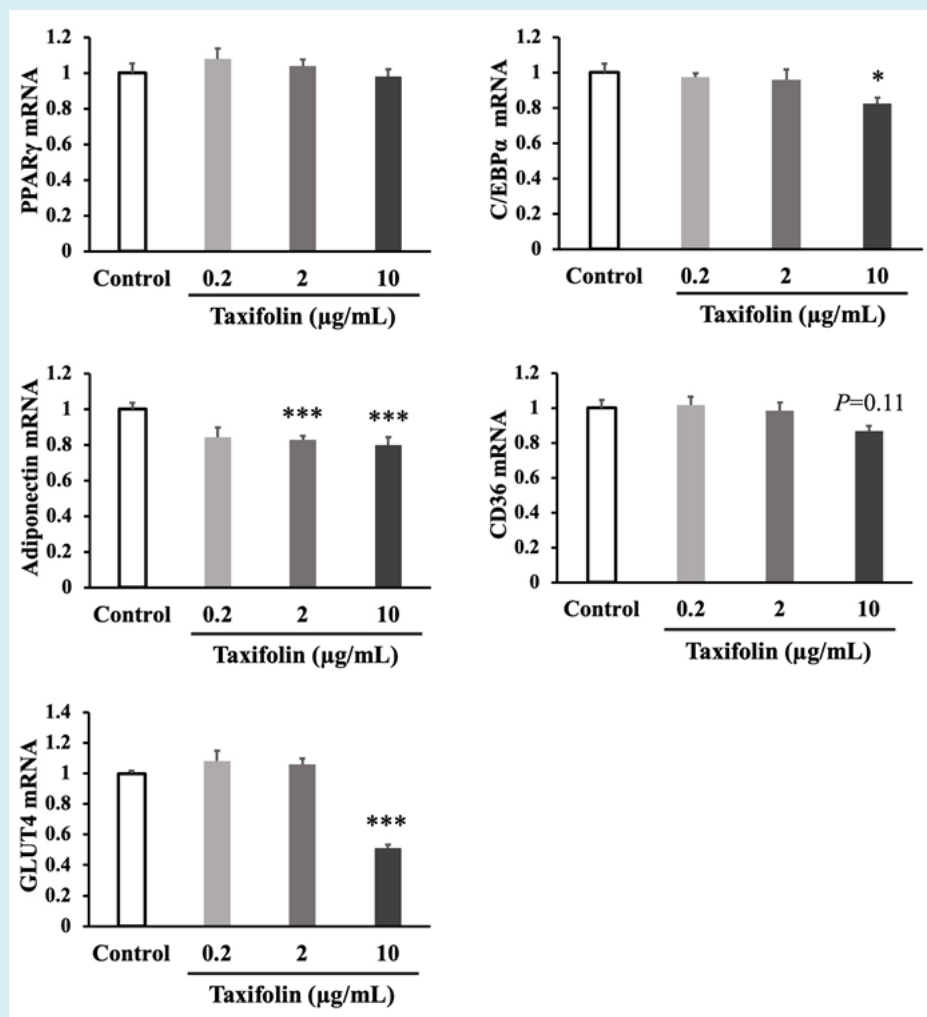 PPARγ mRNA
1.2
1
0.8
0.6
0.4
0.2
0
Control 0.2 2 10
Taxifolin (μg/mL)
C/EBPα mRNA
1.2
1
0.8
0.6
0.4
0.2
0
*
Control 0.2 2 10
Taxifolin (μg/mL)
Adiponectin mRNA
1.2
1
0.8
0.6
0.4
0.2
0
*** ***
Control 0.2 2 10
Taxifolin (μg/mL)
CD36 mRNA
1.2
1
0.8
0.6
0.4
0.2
0
P=0.11
Control 0.2 2 10
Taxifolin (μg/mL)
GLUT4 mRNA
1.4
1.2
1
0.8
0.6
0.4
0.2
0
***
Control 0.2 2 10
Taxifolin (μg/mL)